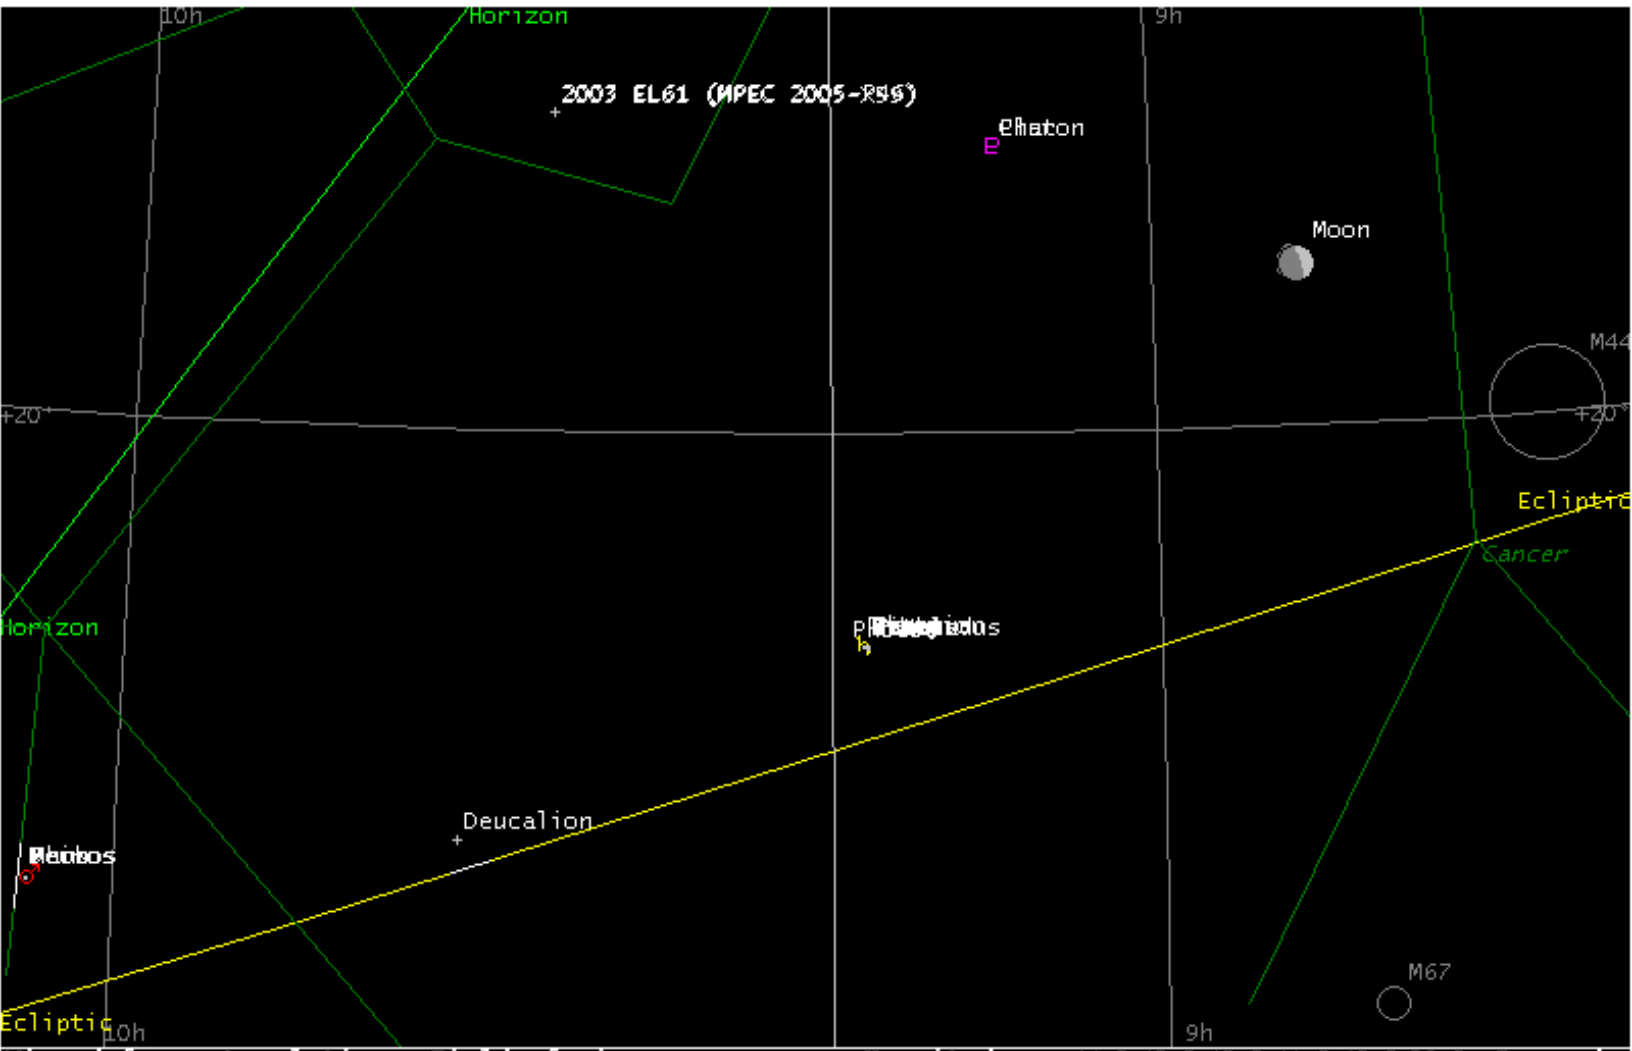 10h
Horizon
9h
2003 EL61 (MPEC 2005-
Moon
M44
+20°
+20°
Ecliptic
Cancer
Horizon
Deucalion
M67
Ecliptic
10h
9h